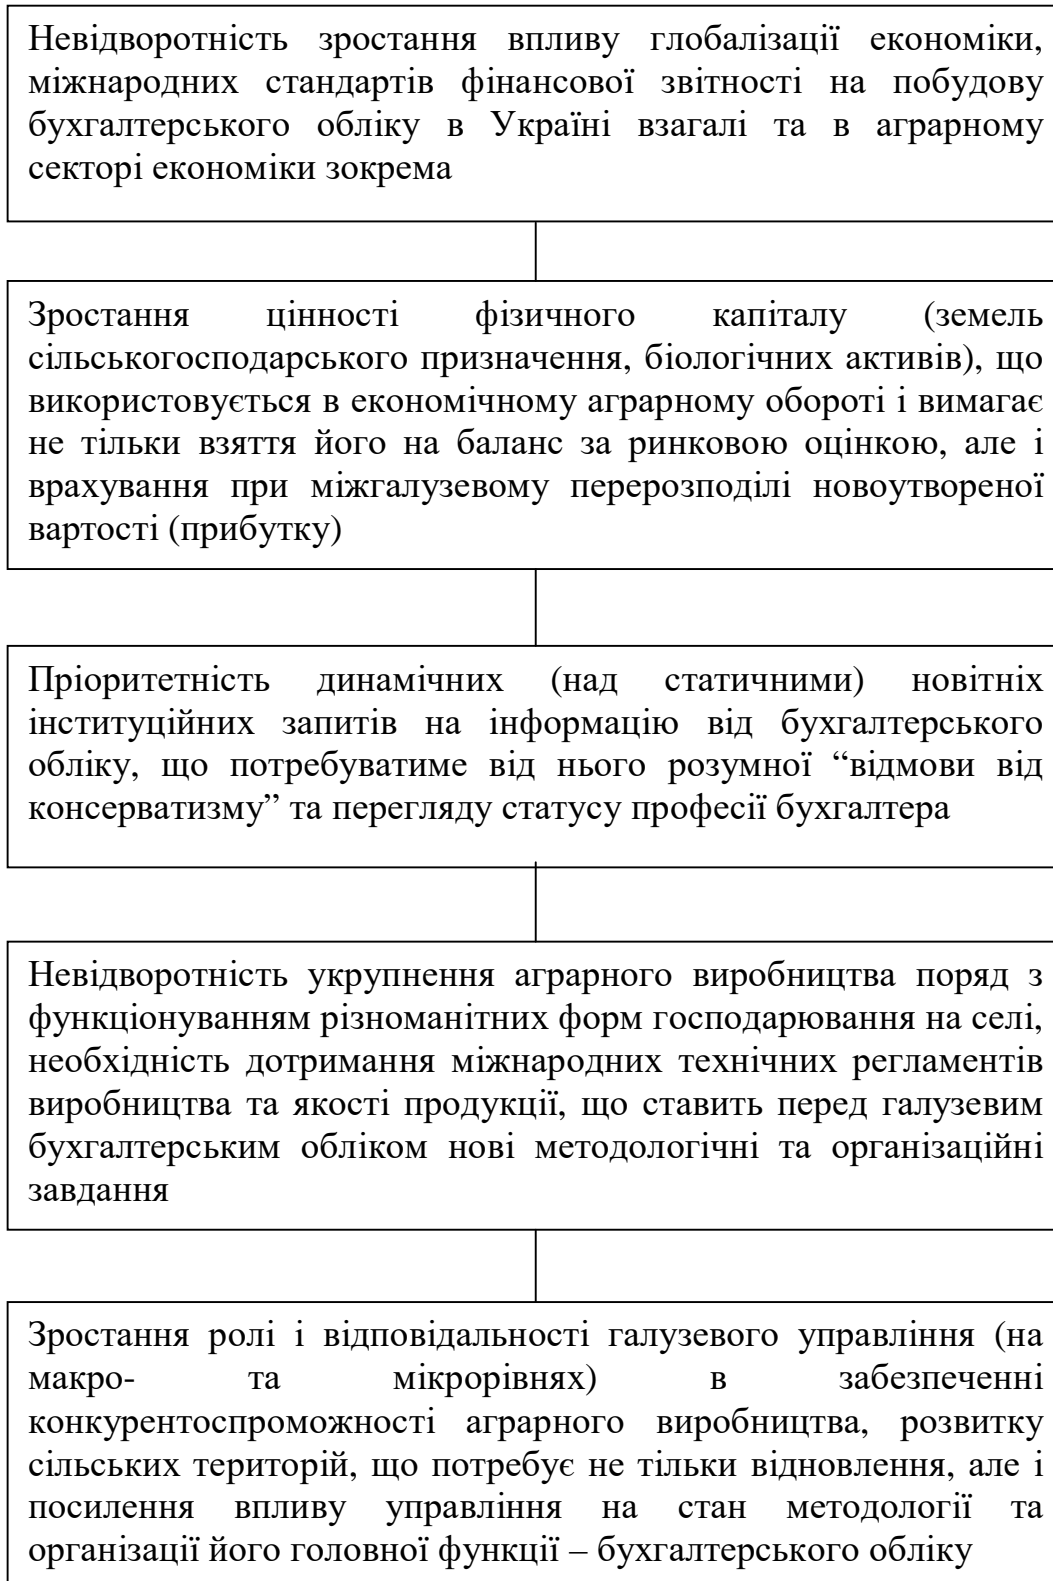 Невідворотність зростання впливу глобалізації економіки,
міжнародних стандартів фінансової звітності на побудову
бухгалтерського обліку в Україні взагалі та в аграрному
секторі економіки зокрема
Зростання цінності фізичного капіталу (земель
сільськогосподарського призначення, біологічних активів), що
використовується в економічному аграрному обороті і вимагає
не тільки взяття його на баланс за ринковою оцінкою, але і
врахування при міжгалузевому перерозподілі новоутвореної
вартості (прибутку)
Пріоритетність динамічних (над статичними) новітніх
інституційних запитів на інформацію від бухгалтерського
обліку, що потребуватиме від нього розумної “відмови від
консерватизму” та перегляду статусу професії бухгалтера
Невідворотність укрупнення аграрного виробництва поряд з
функціонуванням різноманітних форм господарювання на селі,
необхідність дотримання міжнародних технічних регламентів
виробництва та якості продукції, що ставить перед галузевим
бухгалтерським обліком нові методологічні та організаційні
завдання
Зростання ролі і відповідальності галузевого управління (на
макро- та мікрорівнях) в забезпеченні
конкурентоспроможності аграрного виробництва, розвитку
сільських територій, що потребує не тільки відновлення, але і
посилення впливу управління на стан методології та
організації його головної функції – бухгалтерського обліку